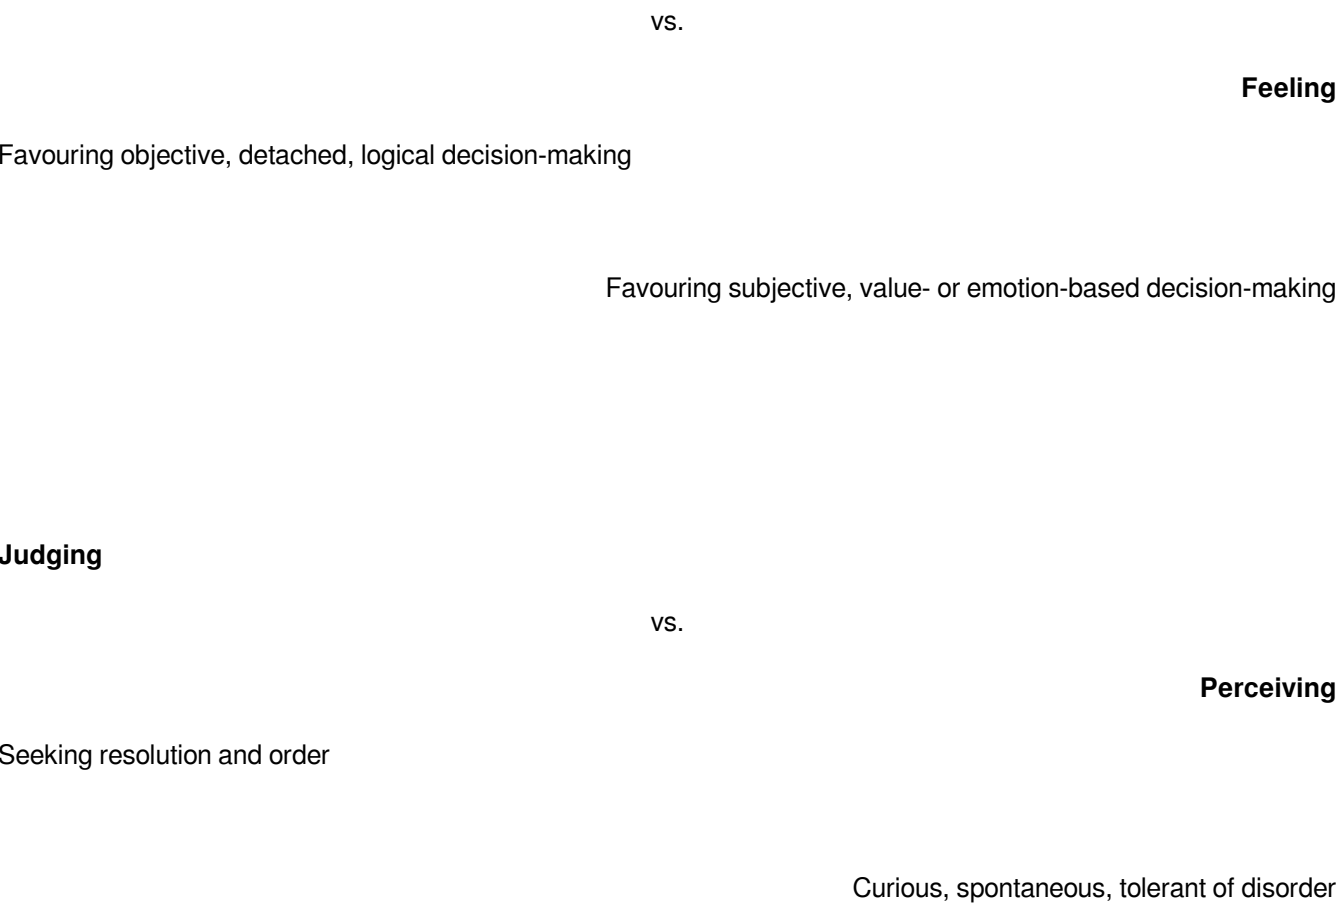 vs.
Feeling
Favouring objective, detached, logical decision-making
Favouring subjective, value- or emotion-based decision-making
Judging
vs.
Perceiving
Seeking resolution and order
Curious, spontaneous, tolerant of disorder